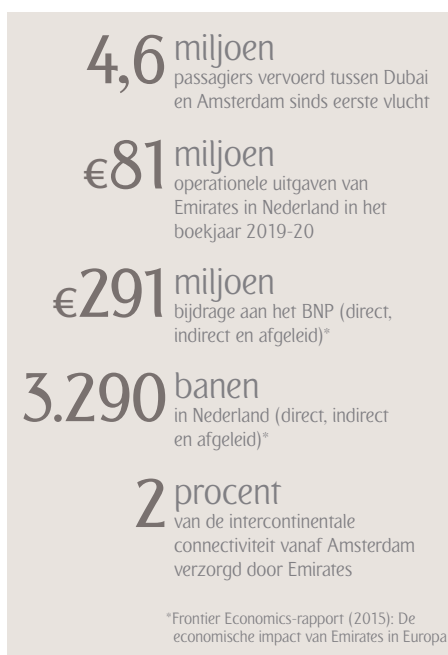 4,6 miljoen
passagiers vervoerd tussen Dubai
en Amsterdam sinds eerste vlucht
€81 miljoen
operationele uitgaven van
Emirates in Nederland in het
boekjaar 2019-20
€291 miljoen
bijdrage aan het BNP (direct,
indirect en afgeleid)*
3.290 banen
in Nederland (direct, indirect
en afgeleid)*
2 procent
van de intercontinentale
connectiviteit vanaf Amsterdam
verzorgd door Emirates
*Frontier Economics-rapport (2015): De
economische impact van Emirates in Europa